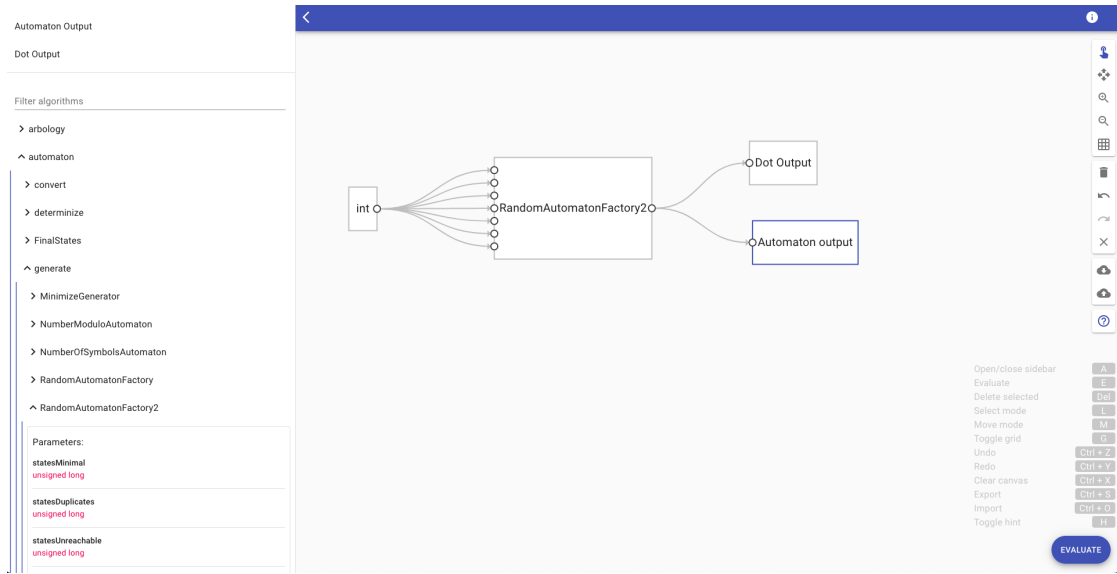 Automaton Output
Dot Output
Filter algorithms
arbology
automaton
convert
determinize
FinalStates
generate
MinimizeGenerator
NumberModuloAutomaton
NumberOfSymbolsAutomaton
RandomAutomatonFactory
RandomAutomatonFactory2
Parameters:
statesMinimal
unsigned long
statesDuplicates
unsigned long
statesUnreachable
unsigned long
int
RandomAutomatonFactory2
Dot Output
Automaton output
Open/close sidebar A
Evaluate E
Delete selected Del
Select mode L
Move mode M
Toggle grid G
Undo Ctrl + Z
Redo Ctrl + Y
Clear canvas Ctrl + X
Export Ctrl + S
Import Ctrl + O
Toggle hint H
EVALUATE